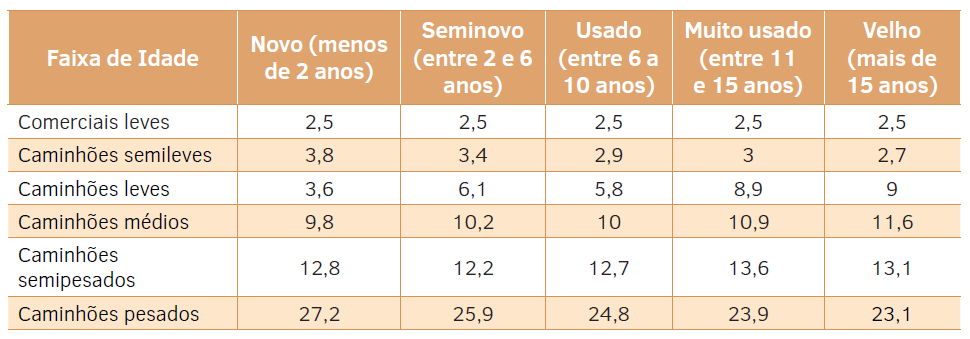 Faixa de Idade Novo (menos de 2 anos) Seminovo (entre 2 e 6 anos) Usado (entre 6 a 10 anos) Muito usado (entre 11 e 15 anos) Velho (mais de 15 anos)
Comerciais leves 2,5 2,5 2,5 2,5 2,5
Caminhões semileves 3,8 3,4 2,9 3 2,7
Caminhões leves 3,6 6,1 5,8 8,9 9
Caminhões médios 9,8 10,2 10 10,9 11,6
Caminhões semipesados 12,8 12,2 12,7 13,6 13,1
Caminhões pesados 27,2 25,9 24,8 23,9 23,1